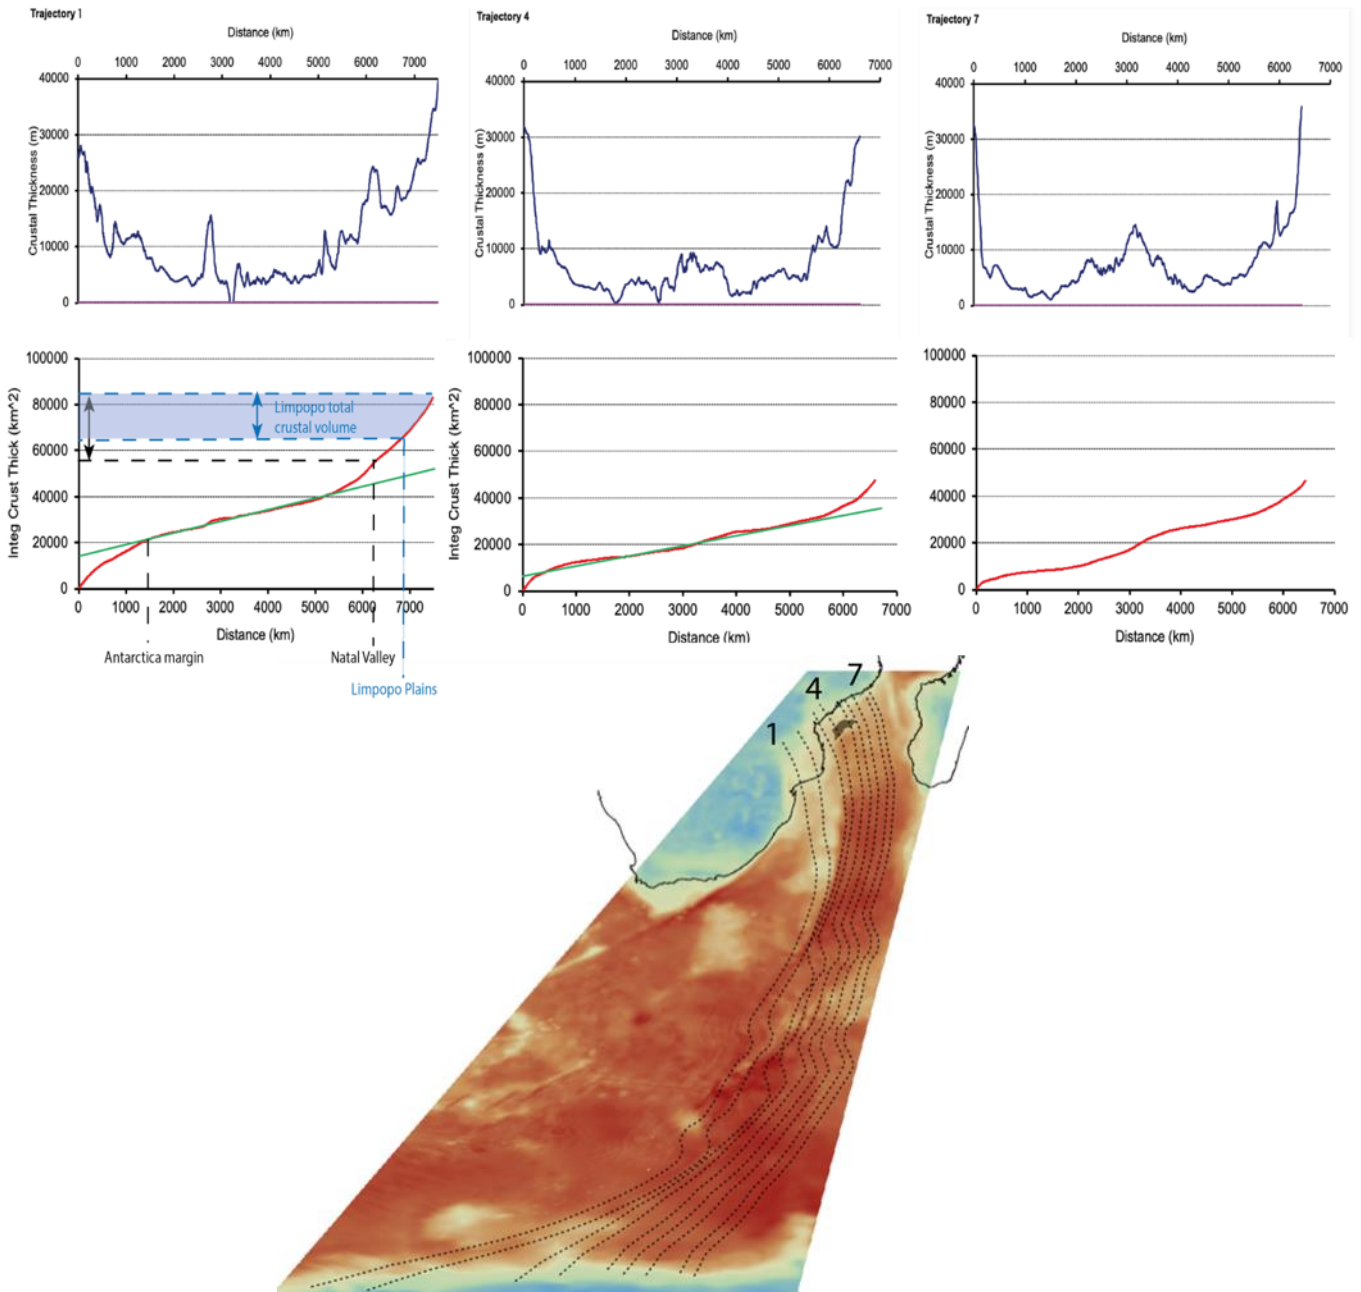 Trajectory 1
Distance (km)
0 1000 2000 3000 4000 5000 6000 7000
40000
30000
20000
10000
0
Crustal Thickness (m)
Trajectory 4
Distance (km)
0 1000 2000 3000 4000 5000 6000 7000
40000
30000
20000
10000
0
Crustal Thickness (m)
Trajectory 7
Distance (km)
0 1000 2000 3000 4000 5000 6000 7000
40000
30000
20000
10000
0
Crustal Thickness (m)
100000
80000
60000
40000
20000
0
Integ Crust Thick (km^2)
Limpopo total
crustal volume
0 1000 2000 3000 4000 5000 6000 7000
Distance (km)
Antarctica margin
Natal Valley
Limpopo Plains
100000
80000
60000
40000
20000
0
Integ Crust Thick (km^2)
0 1000 2000 3000 4000 5000 6000 7000
Distance (km)
100000
80000
60000
40000
20000
0
0 1000 2000 3000 4000 5000 6000 7000
Distance (km)
1
4
7